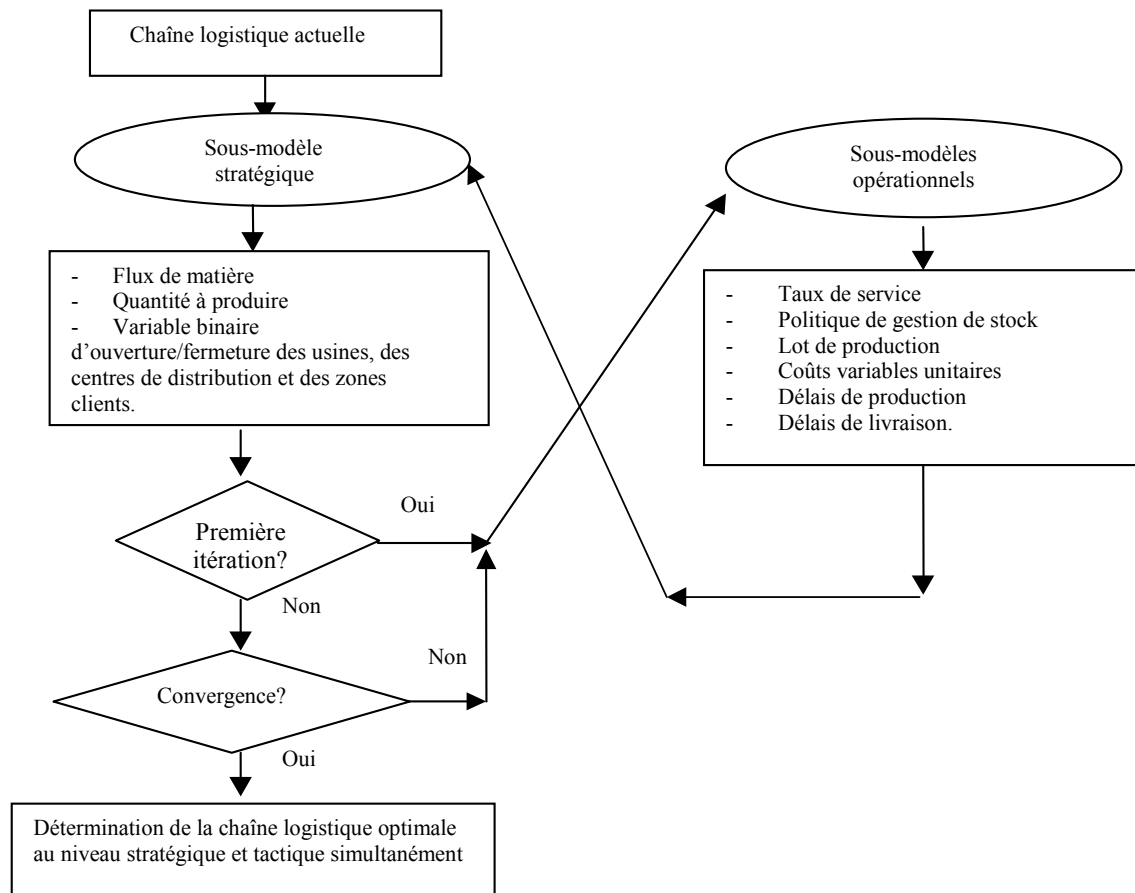 Chaîne logistique actuelle
Sous-modèle
stratégique
- Flux de matière
- Quantité à produire
- Variable binaire
d’ouverture/fermeture des usines, des
centres de distribution et des zones
clients.
Première
itération?
Oui
Non
Convergence?
Non
Oui
Détermination de la chaîne logistique optimale
au niveau stratégique et tactique simultanément
Sous-modèles
opérationnels
- Taux de service
- Politique de gestion de stock
- Lot de production
- Coûts variables unitaires
- Délais de production
- Délais de livraison.